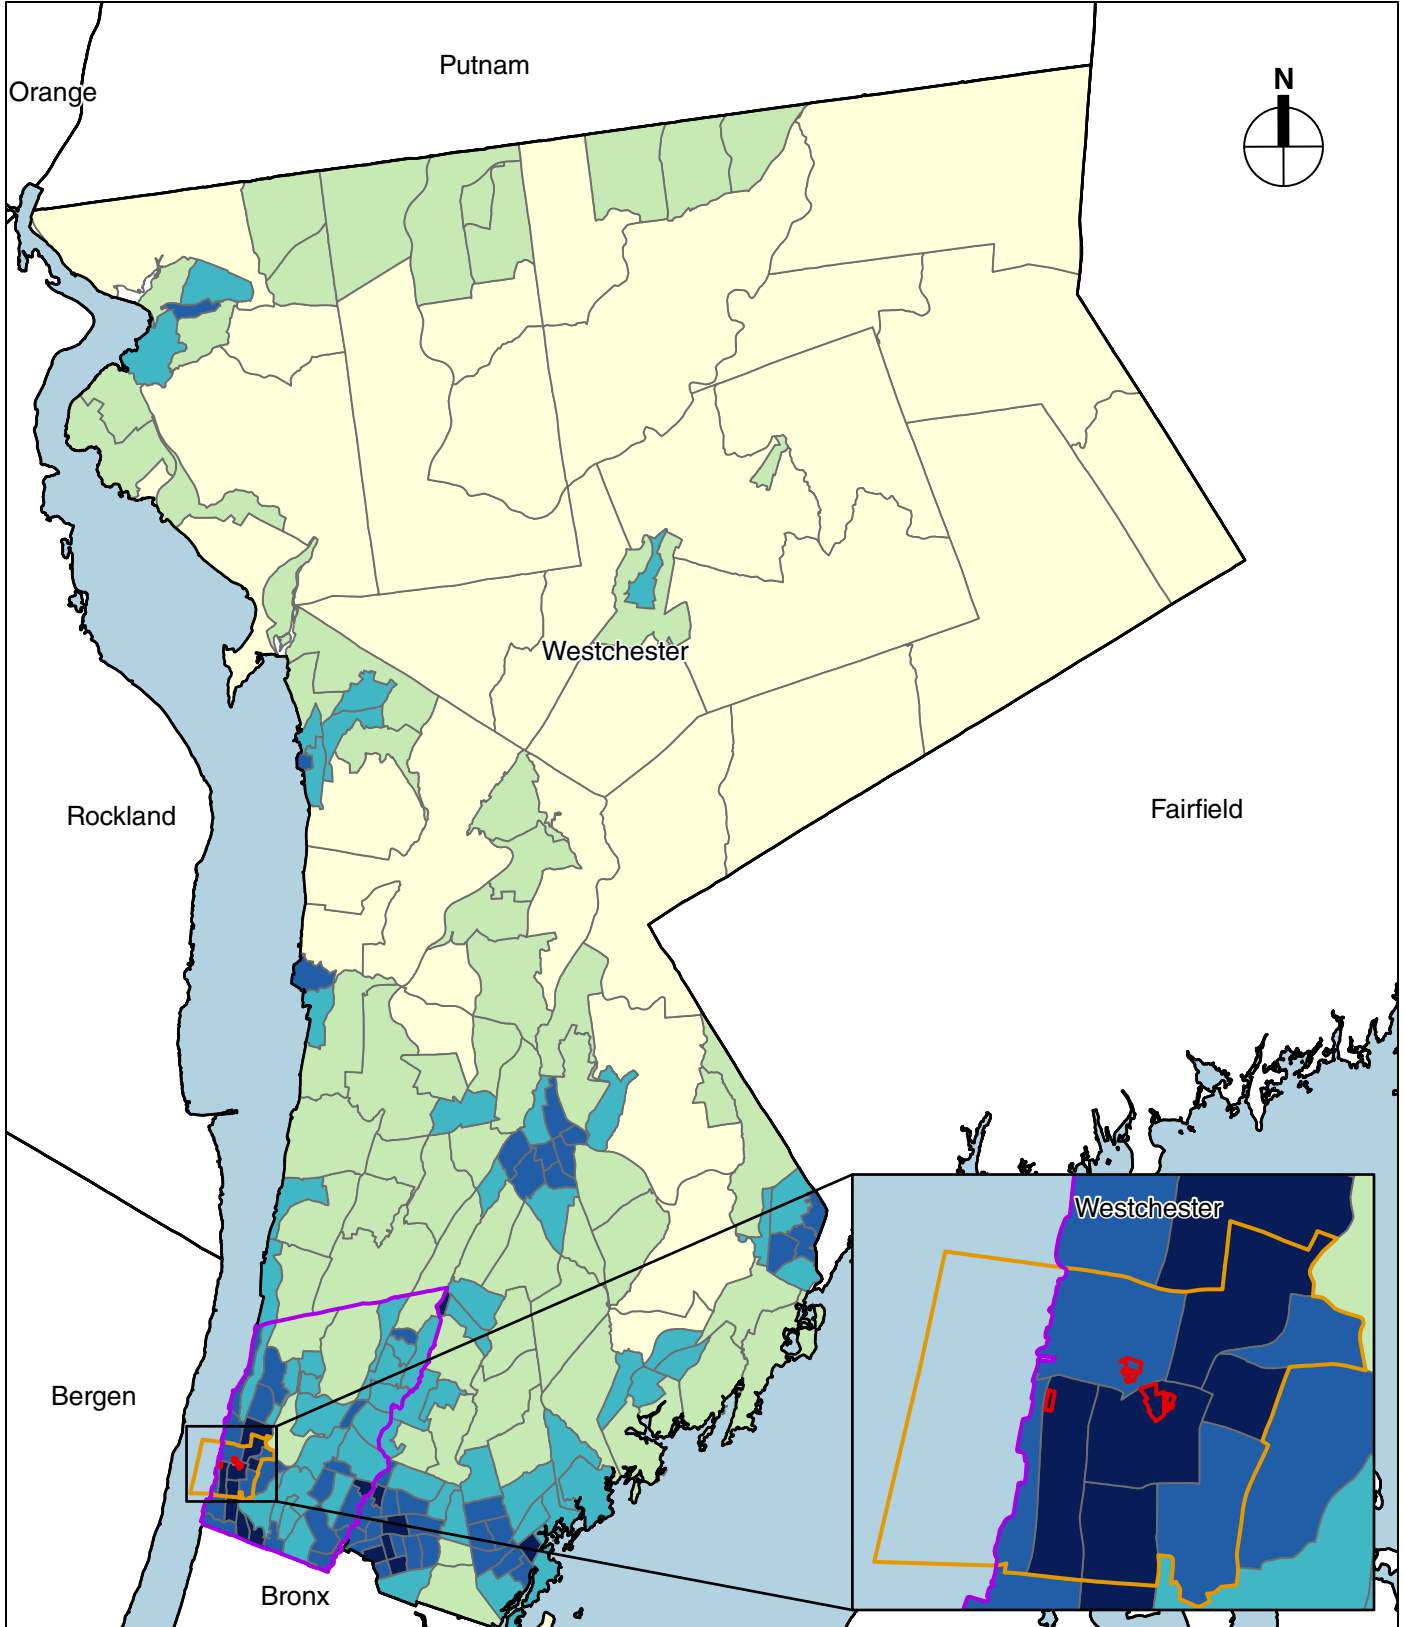 Putnam
Orange
N
Westchester
Rockland
Fairfield
Westchester
Bergen
Bronx